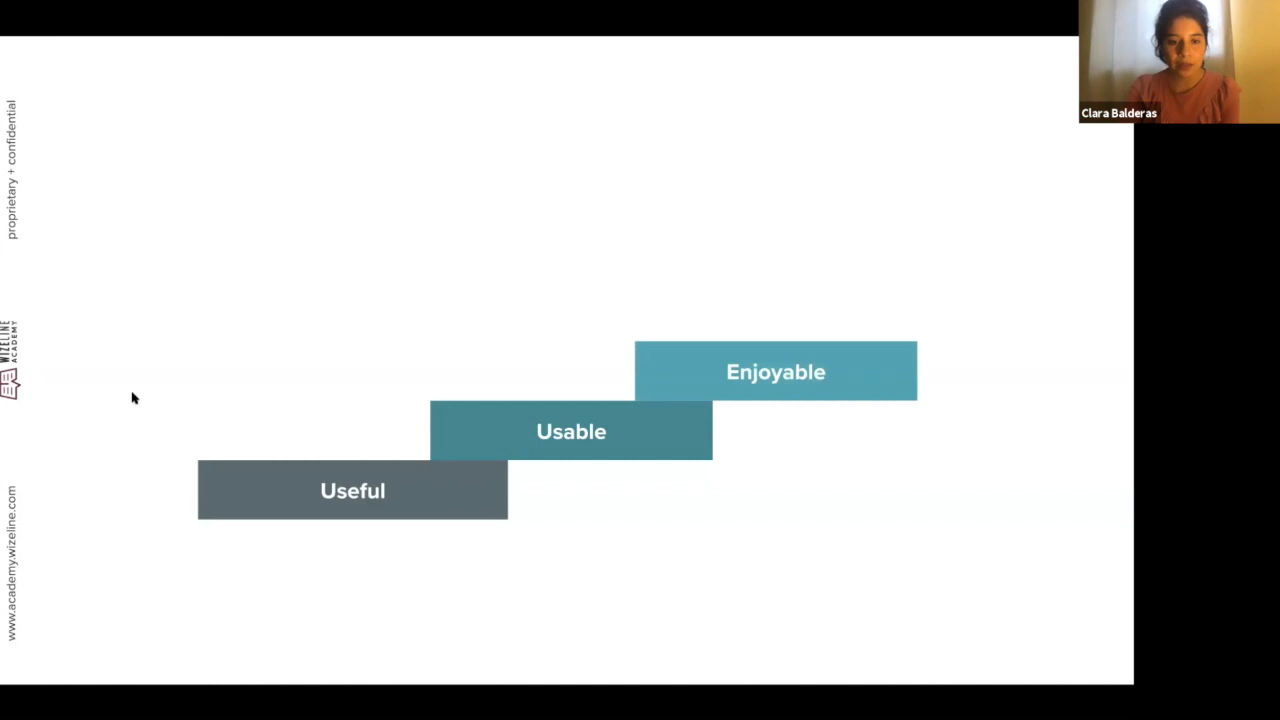 Clara Balderas
proprietary + confidential
WIZELINE
ACADEMY
www.academy.wizeline.com
Enjoyable
Usable
Useful